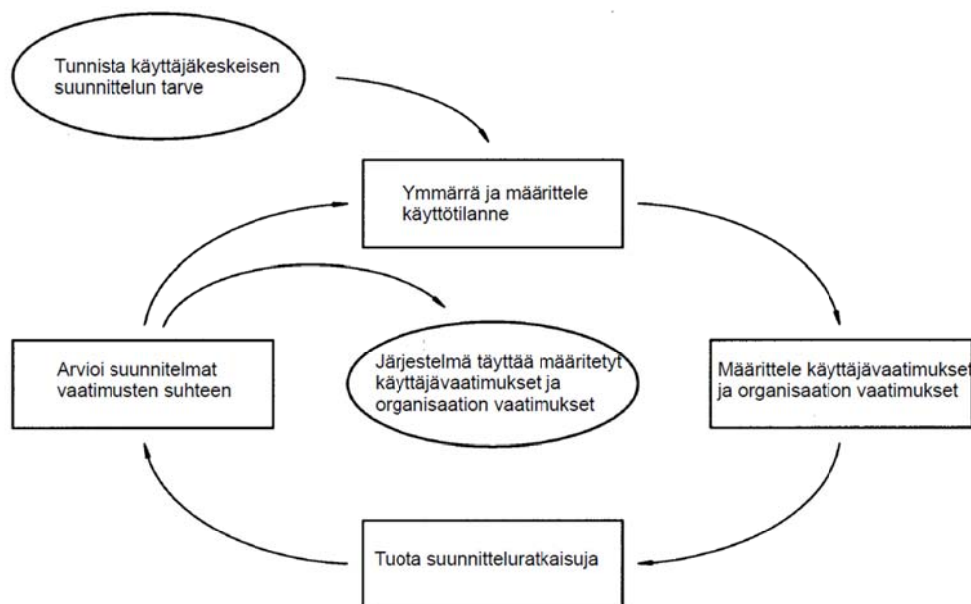 Tunnista käyttäjäkeskeisen
suunnittelun tarve
Ymmärrä ja määrittele
käyttötilanne
Arvioi suunnitelmat
vaatimusten suhteen
Järjestelmä täyttää määritetyt
käyttäjävaatimukset ja
organisaation vaatimukset
Määrittele käyttäjävaatimukset
ja organisaation vaatimukset
Tuota suunnitteluratkaisuja